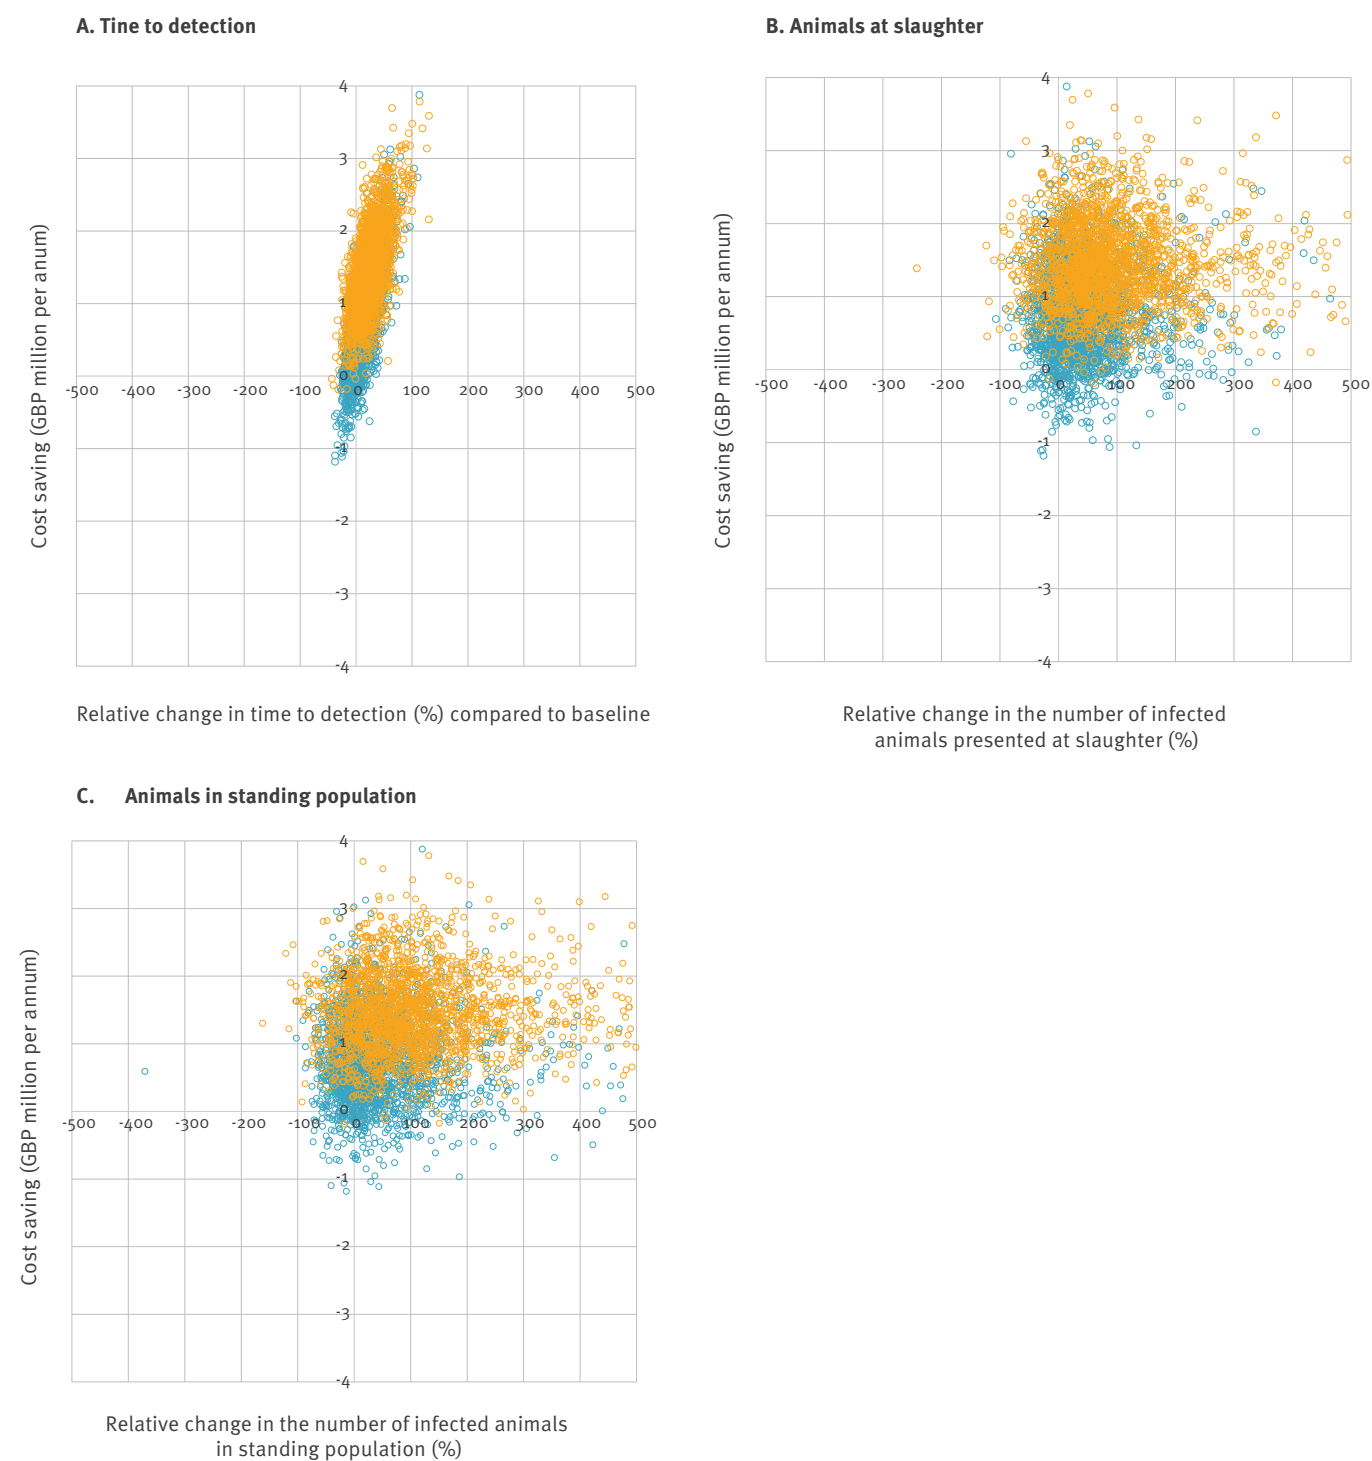 A. Tine to detection
4
3
2
1
0
-500 -400 -300 -200 -100 0 100 200 300 400 500
-1
-2
-3
-4
Cost saving (GBP million per anum)
Relative change in time to detection (%) compared to baseline
B. Animals at slaughter
4
3
2
1
0
-500 -400 -300 -200 -100 0 100 200 300 400 500
-1
-2
-3
-4
Cost saving (GBP million per annum)
Relative change in the number of infected
animals presented at slaughter (%)
C. Animals in standing population
4
3
2
1
0
-500 -400 -300 -200 -100 0 100 200 300 400 500
-1
-2
-3
-4
Cost saving (GBP million per annum)
Relative change in the number of infected animals
in standing population (%)